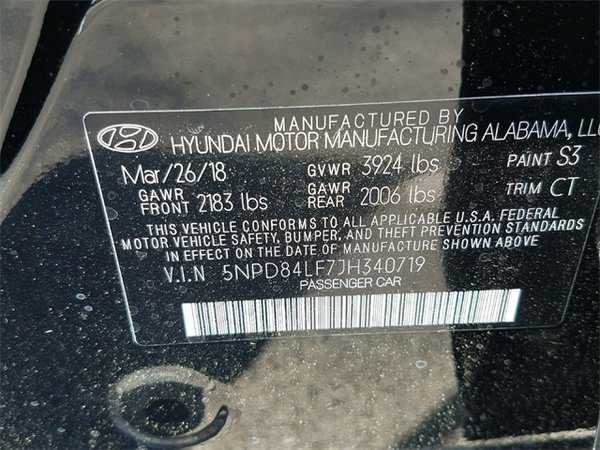 MANUFACTURED BY
HYUNDAI MOTOR MANUFACTURING ALABAMA, LLC
Mar/26/18 GVWR 3924 lbs PAINT S3
GAWR FRONT 2183 lbs GAWR REAR 2006 lbs TRIM CT
THIS VEHICLE CONFORMS TO ALL APPLICABLE U.S.A. FEDERAL
MOTOR VEHICLE SAFETY, BUMPER, AND THEFT PREVENTION STANDARDS
IN EFFECT ON THE DATE OF MANUFACTURE SHOWN ABOVE
V.I.N 5NPD84LF7JH340719
PASSENGER CAR